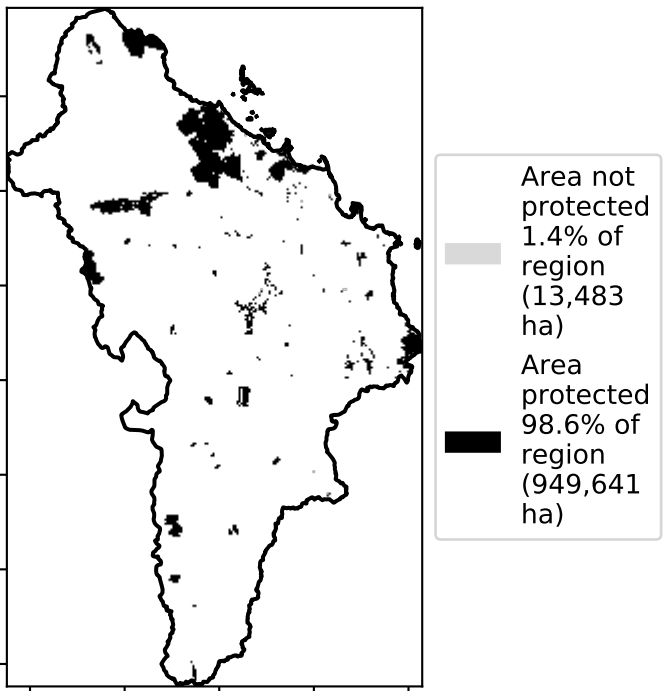 Area not
protected
1.4% of
region
(13,483
ha)
Area
protected
98.6% of
region
(949,641
ha)